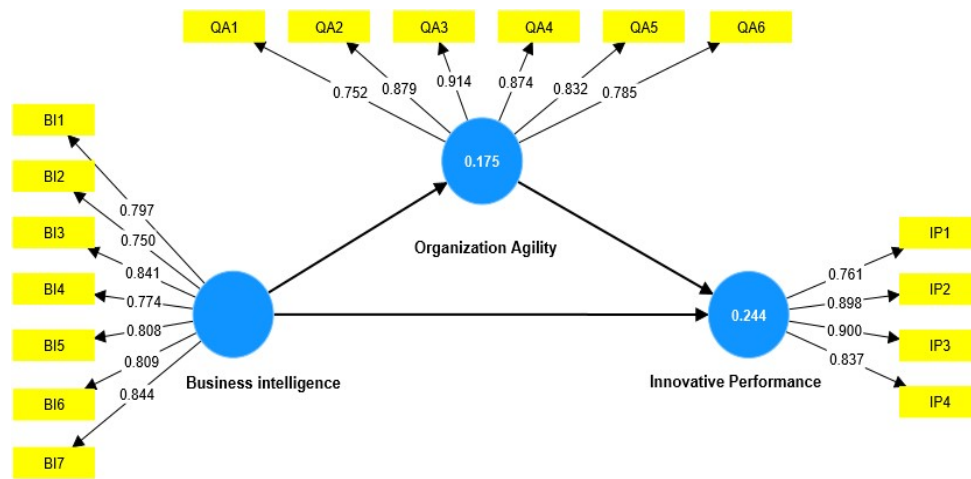 QA1
QA2
QA3
QA4
QA5
QA6
0.752
0.879
0.914
0.874
0.832
0.785
BI1
BI2
BI3
BI4
BI5
BI6
BI7
0.797
0.750
0.841
0.774
0.808
0.809
0.844
0.175
Organization Agility
Business intelligence
0.244
Innovative Performance
0.761
0.898
0.900
0.837
IP1
IP2
IP3
IP4